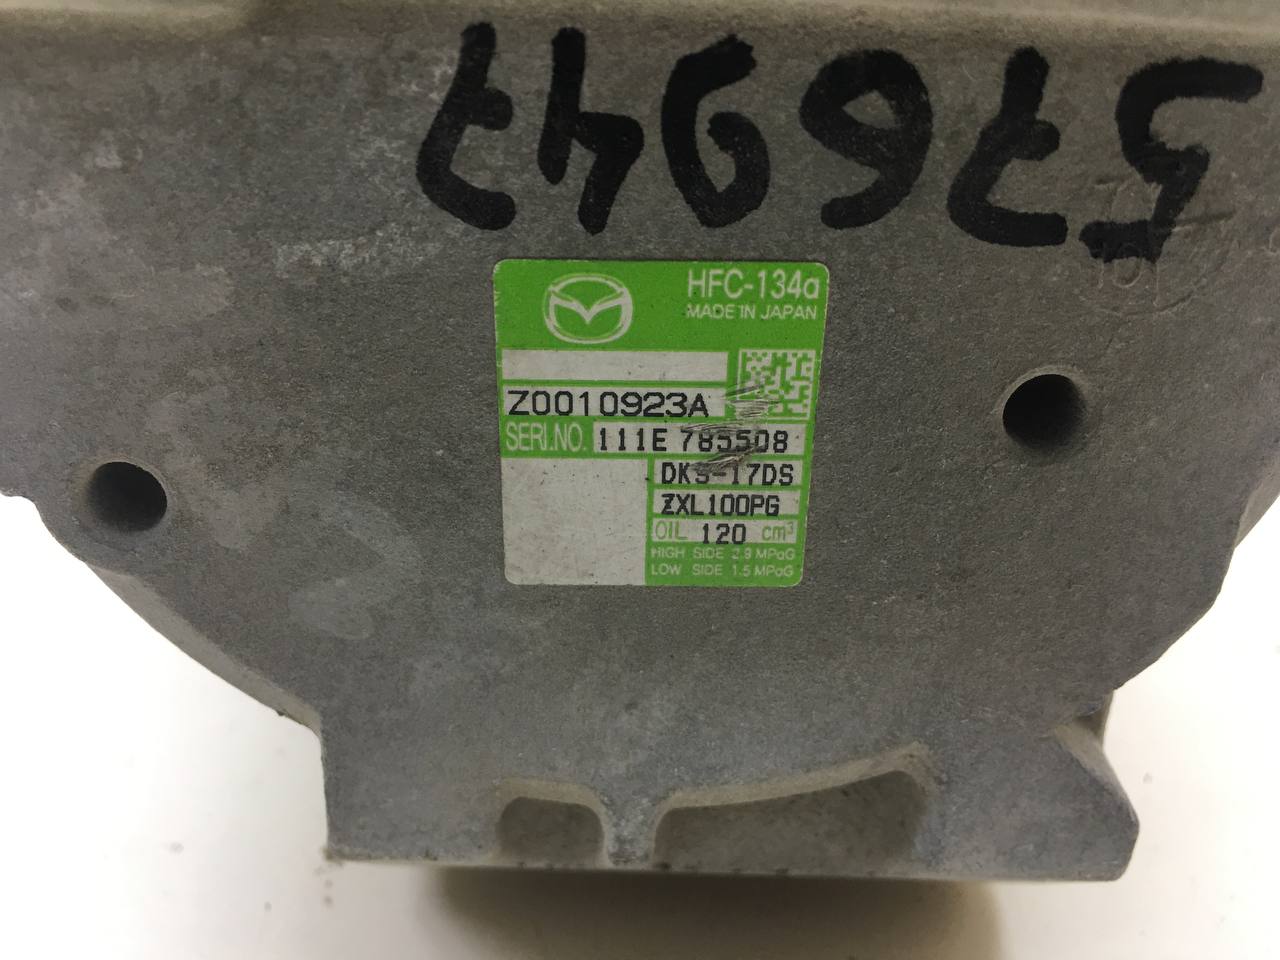 576947
HFC-134a
MADE IN JAPAN
Z0010923A
SERI.NO. 111E 785508
DKS-17DS
ZXL100PG
OIL 120 cm³
HIGH SIDE 2.9 MPaG
LOW SIDE 1.5 MPaG